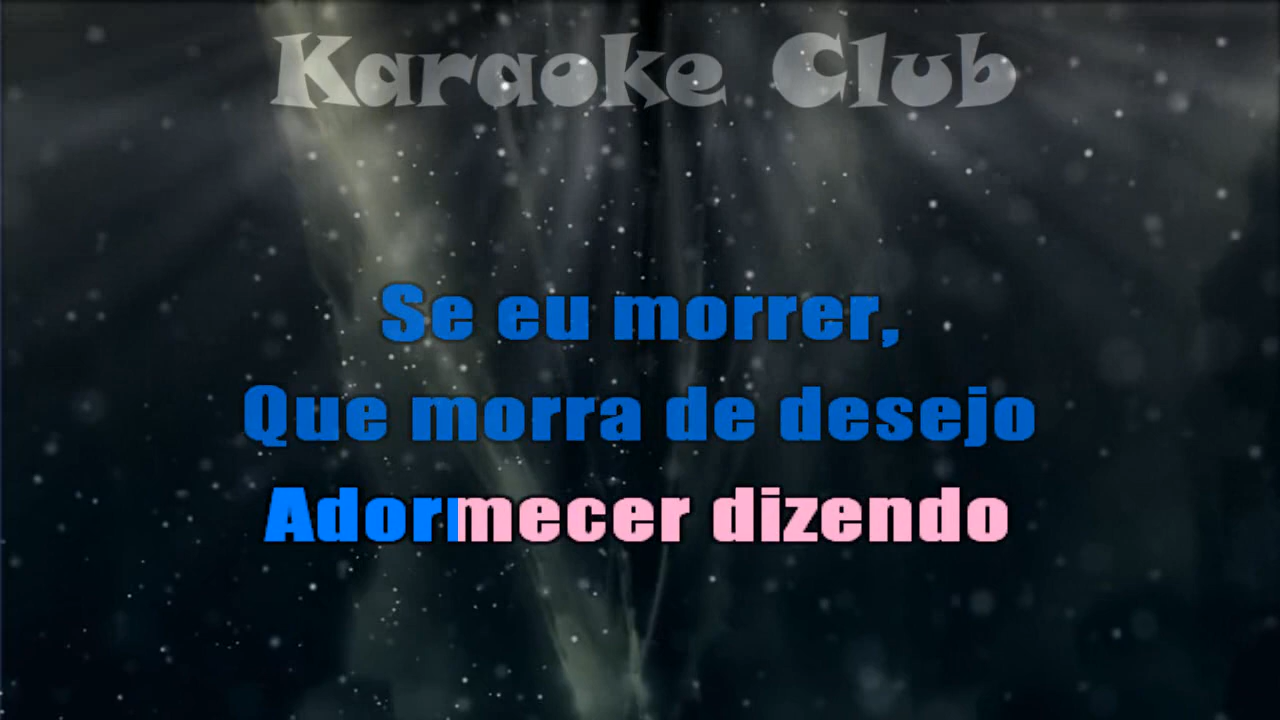 Karaoke Club
Se eu morrer,
Que morra de desejo
Adormecer dizendo